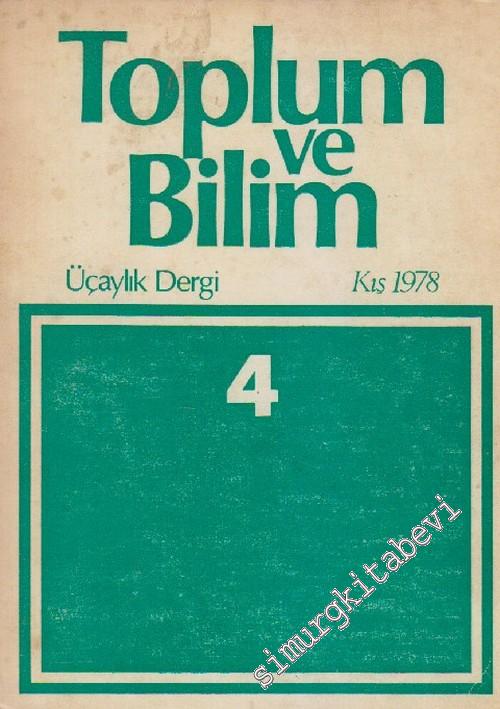 Toplum
ve
Bilim
Üçaylık Dergi
Kış 1978
4
simurgkitabevi